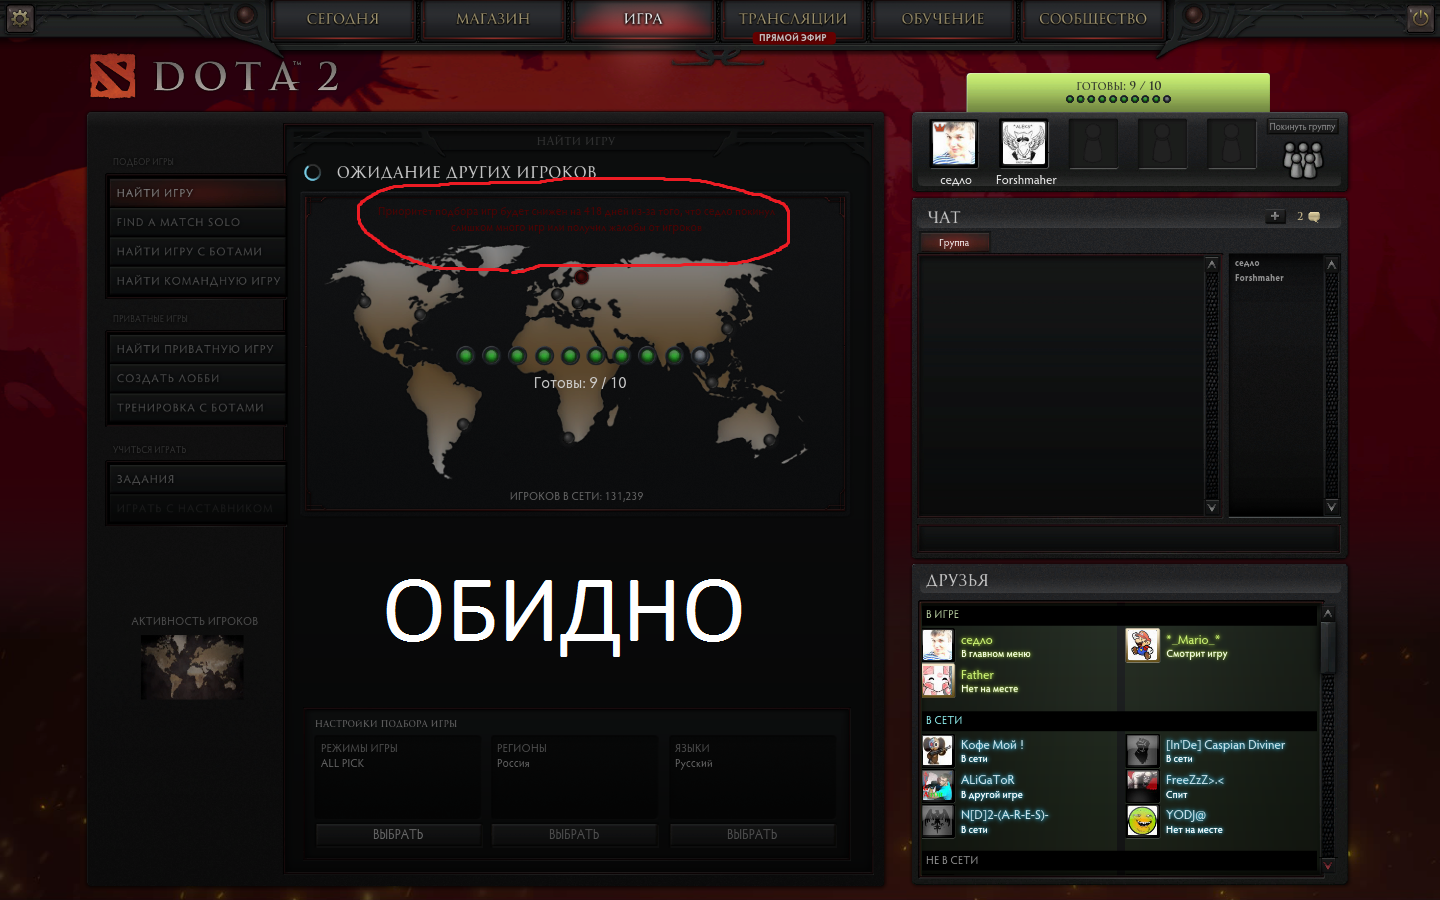 СЕГОДНЯ
МАГАЗИН
ИГРА
ТРАНСЛЯЦИИ
ПРЯМОЙ ЭФИР
ОБУЧЕНИЕ
СООБЩЕСТВО
DOTA™ 2
ГОТОВЫ: 9 / 10
Покинуть группу
седло
Forshmaher
ПОДБОР ИГРЫ
НАЙТИ ИГРУ
FIND A MATCH SOLO
НАЙТИ ИГРУ С БОТАМИ
НАЙТИ КОМАНДНУЮ ИГРУ
ПРИВАТНЫЕ ИГРЫ
НАЙТИ ПРИВАТНУЮ ИГРУ
СОЗДАТЬ ЛОББИ
ТРЕНИРОВКА С БОТАМИ
УЧИТЬСЯ ИГРАТЬ
ЗАДАНИЯ
ИГРАТЬ С НАСТАВНИКОМ
АКТИВНОСТЬ ИГРОКОВ
НАЙТИ ИГРУ
ОЖИДАНИЕ ДРУГИХ ИГРОКОВ
Готовы: 9 / 10
ИГРОКОВ В СЕТИ: 131,239
ОБИДНО
НАСТРОЙКИ ПОДБОРА ИГРЫ
РЕЖИМЫ ИГРЫ
ALL PICK
ВЫБРАТЬ
РЕГИОНЫ
Россия
ВЫБРАТЬ
ЯЗЫКИ
Русский
ВЫБРАТЬ
ЧАТ
2
Группа
седло
Forshmaher
ДРУЗЬЯ
В ИГРЕ
седло
В главном меню
*_Mario_*
Смотрит игру
Father
Нет на месте
В СЕТИ
Кофе Мой !
В сети
[In'De] Caspian Diviner
В сети
ALiGaToR
В другой игре
FreeZzZ>.<
Спит
N[D]2-(A-R-E-S)-
В сети
YODJ@
Нет на месте
НЕ В СЕТИ